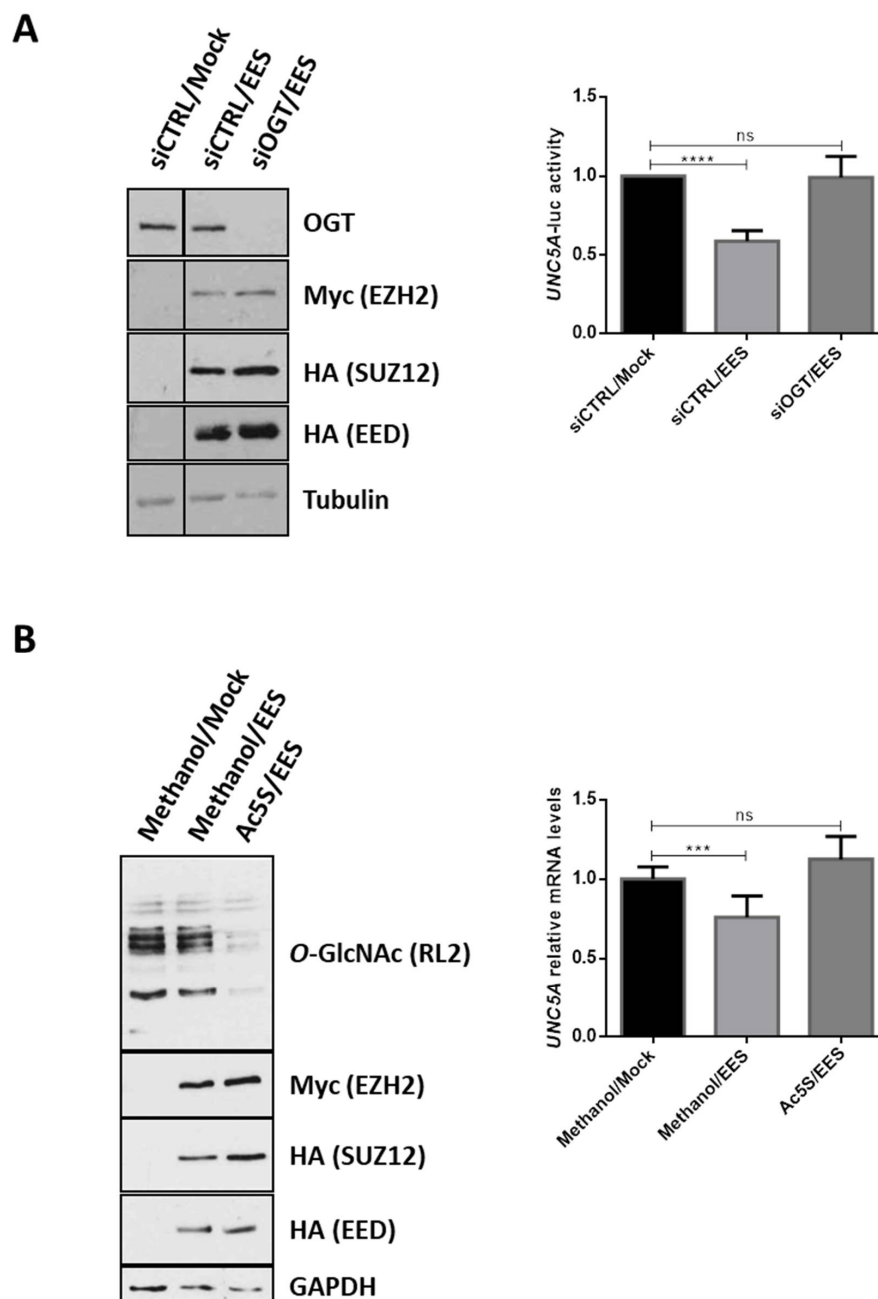 A
siCTRL/Mock
siCTRL/EES
siOGT/EES
OGT
Myc (EZH2)
HA (SUZ12)
HA (EED)
Tubulin
UNC5A-luc activity
1.5
1.0
0.5
0.0
ns
****
siCTRL/Mock
siCTRL/EES
siOGT/EES
B
Methanol/Mock
Methanol/EES
Ac5S/EES
O-GlcNAc (RL2)
Myc (EZH2)
HA (SUZ12)
HA (EED)
GAPDH
UNC5A relative mRNA levels
1.5
1.0
0.5
0.0
ns
***
Methanol/Mock
Methanol/EES
Ac5S/EES